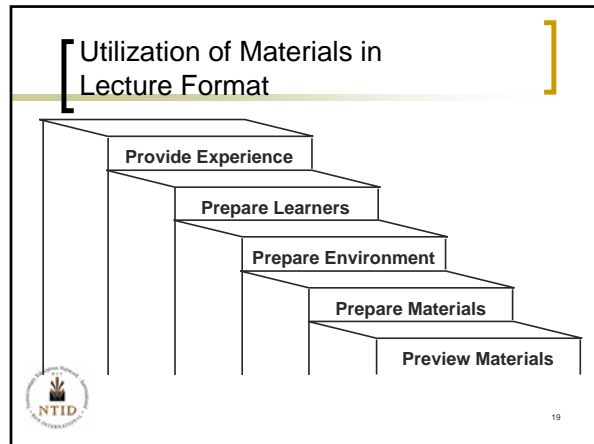 Utilization of Materials in
Lecture Format
Provide Experience
Prepare Learners
Prepare Environment
Prepare Materials
Preview Materials
NTID
19